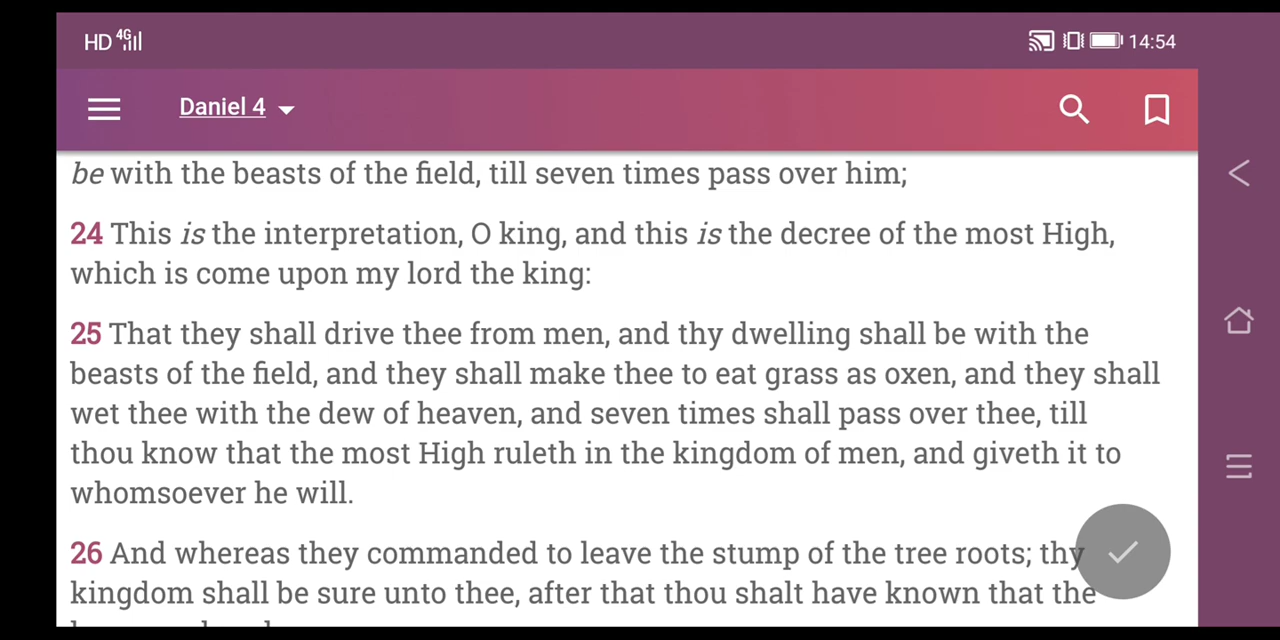 HD 4G 14:54
Daniel 4
be with the beasts of the field, till seven times pass over him;
24 This is the interpretation, O king, and this is the decree of the most High,
which is come upon my lord the king:
25 That they shall drive thee from men, and thy dwelling shall be with the
beasts of the field, and they shall make thee to eat grass as oxen, and they shall
wet thee with the dew of heaven, and seven times shall pass over thee, till
thou know that the most High ruleth in the kingdom of men, and giveth it to
whomsoever he will.
26 And whereas they commanded to leave the stump of the tree roots; thy
kingdom shall be sure unto thee, after that thou shalt have known that the